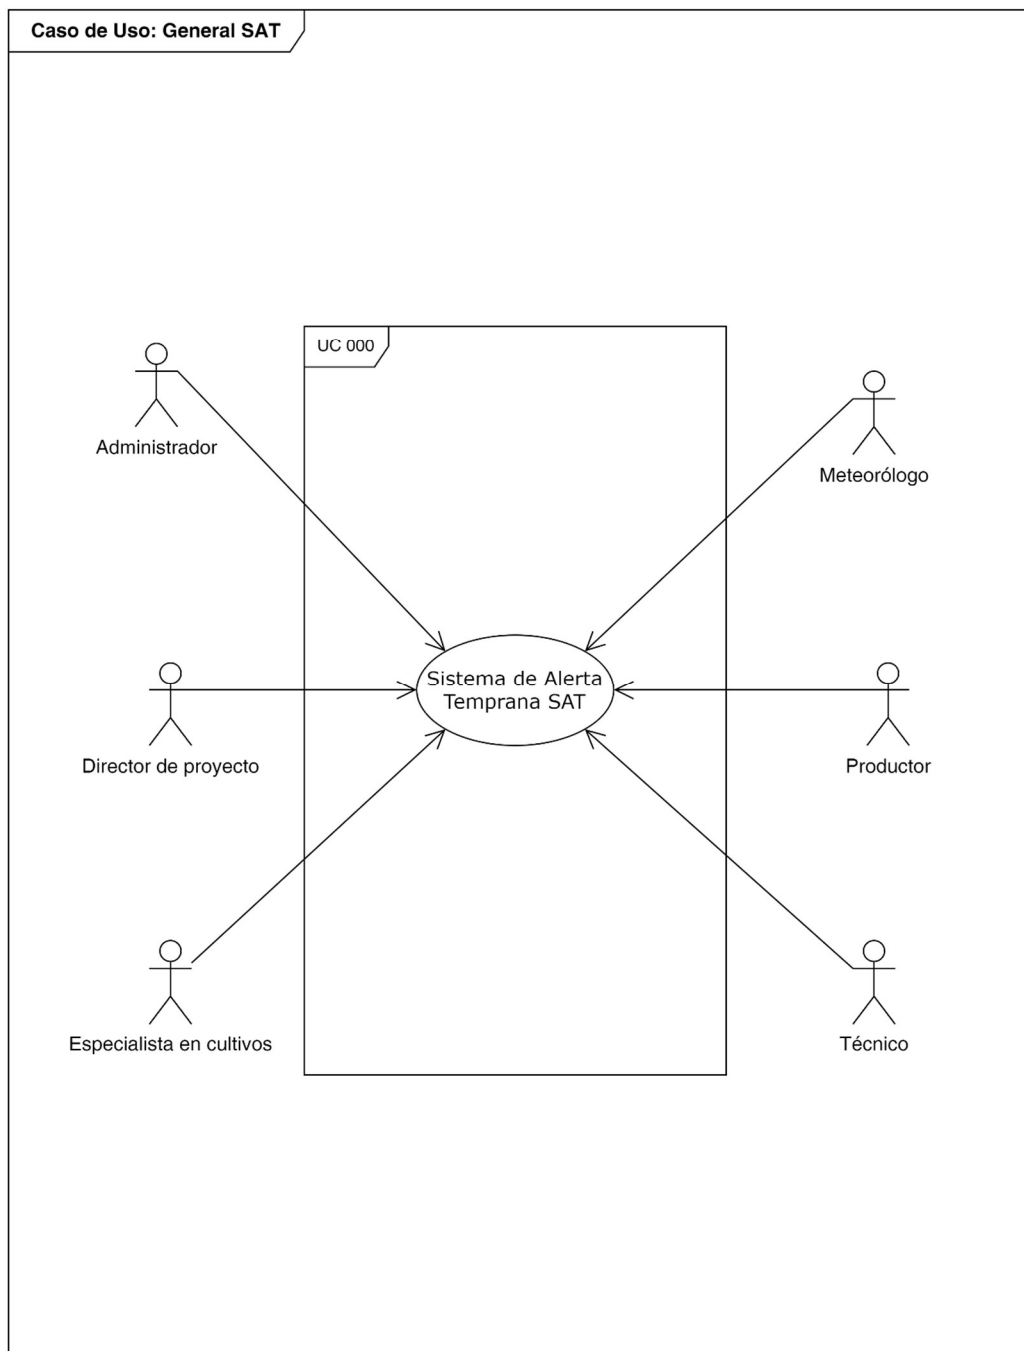 Caso de Uso: General SAT
UC 000
Administrador
Meteorólogo
Sistema de Alerta
Temprana SAT
Director de proyecto
Productor
Especialista en cultivos
Técnico